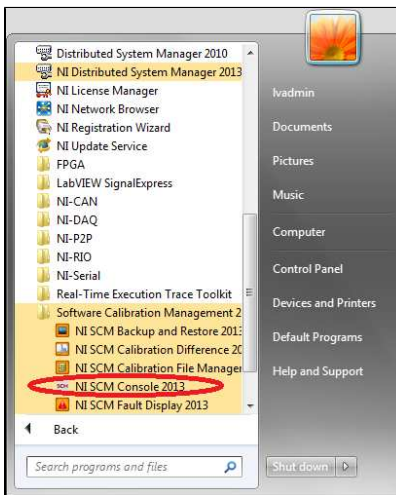 Distributed System Manager 2010
NI Distributed System Manager 2013
NI License Manager
NI Network Browser
NI Registration Wizard
NI Update Service
FPGA
LabVIEW SignalExpress
NI-CAN
NI-DAQ
NI-P2P
NI-RIO
NI-Serial
Real-Time Execution Trace Toolkit
Software Calibration Management 2
NI SCM Backup and Restore 2013
NI SCM Calibration Difference 20
NI SCM Calibration File Manager
SCM NI SCM Console 2013
NI SCM Fault Display 2013
Back
Search programs and files
lvadmin
Documents
Pictures
Music
Computer
Control Panel
Devices and Printers
Default Programs
Help and Support
Shut down